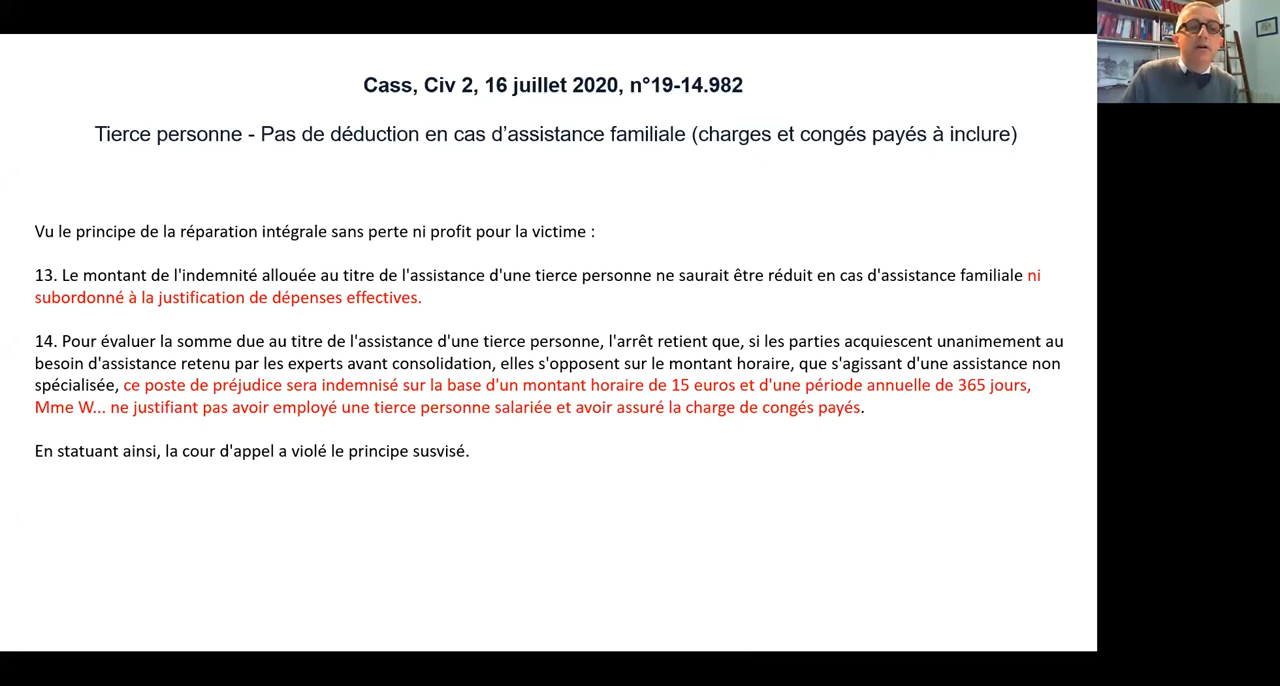 Cass, Civ 2, 16 juillet 2020, n°19-14.982
Tierce personne - Pas de déduction en cas d'assistance familiale (charges et congés payés à inclure)
Vu le principe de la réparation intégrale sans perte ni profit pour la victime :
13. Le montant de l'indemnité allouée au titre de l'assistance d'une tierce personne ne saurait être réduit en cas d'assistance familiale ni
subordonné à la justification de dépenses effectives.
14. Pour évaluer la somme due au titre de l'assistance d'une tierce personne, l'arrêt retient que, si les parties acquiescent unanimement au
besoin d'assistance retenu par les experts avant consolidation, elles s'opposent sur le montant horaire, que s'agissant d'une assistance non
spécialisée, ce poste de préjudice sera indemnisé sur la base d'un montant horaire de 15 euros et d'une période annuelle de 365 jours,
Mme W... ne justifiant pas avoir employé une tierce personne salariée et avoir assuré la charge de congés payés.
En statuant ainsi, la cour d'appel a violé le principe susvisé.